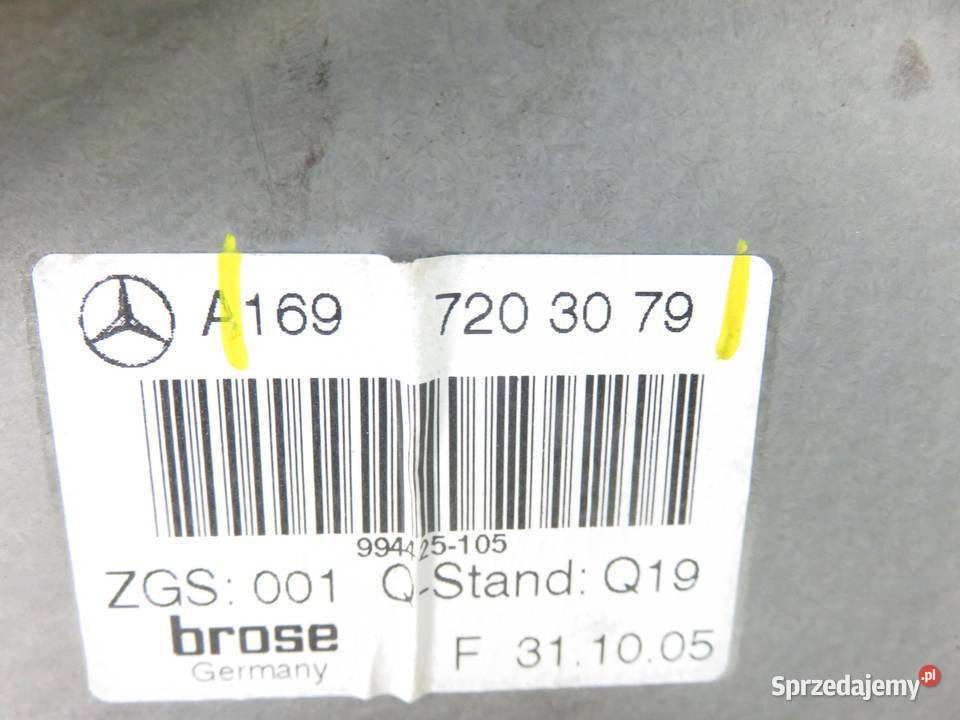 A169 720 30 79
994425-105
ZGS: 001 Q-Stand: Q19
brose
Germany
F 31.10.05
Sprzedajemy.pl